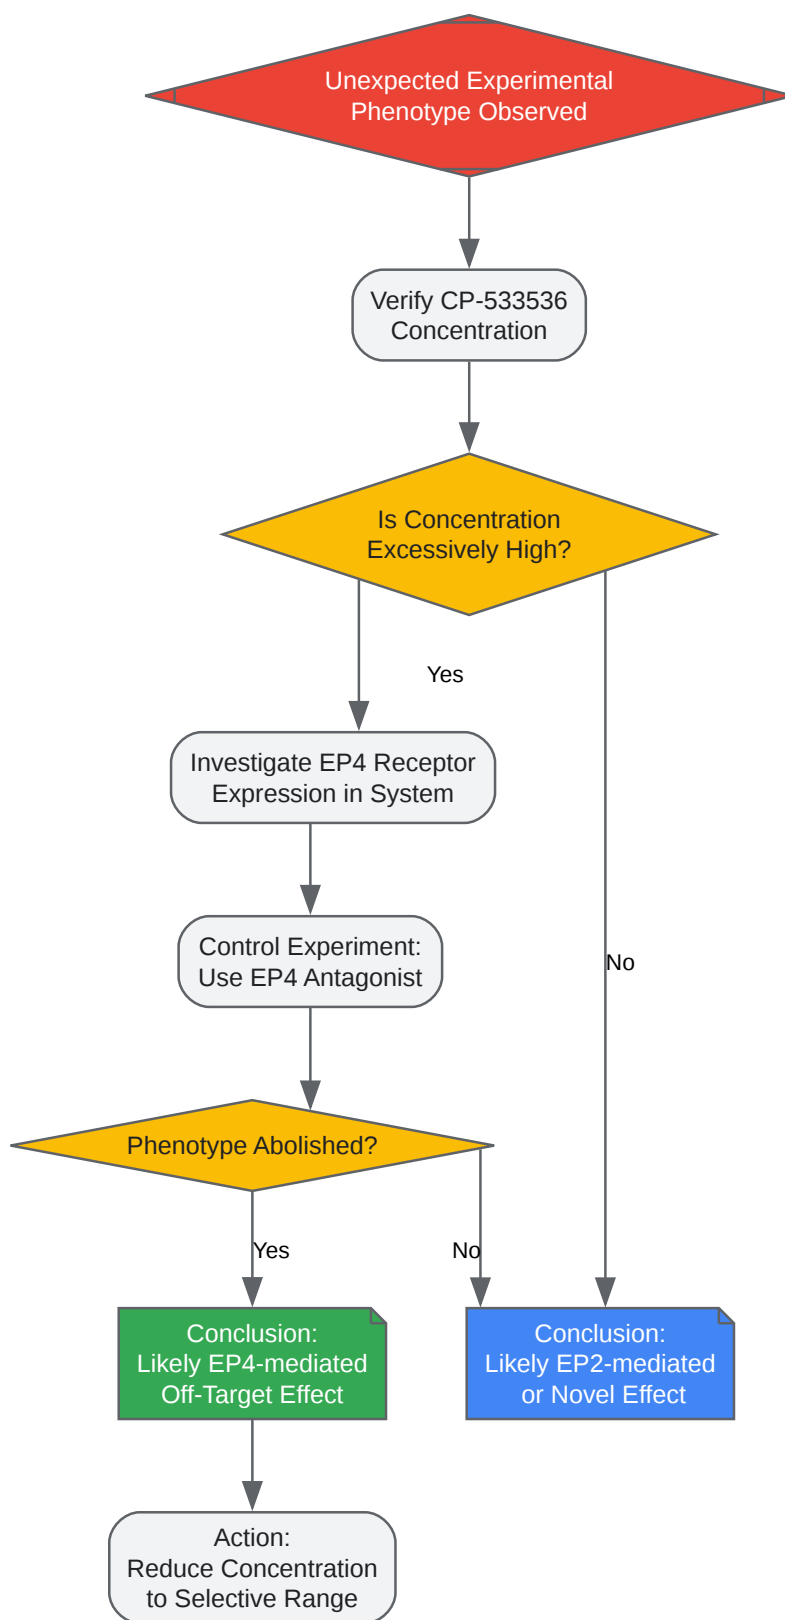 Unexpected Experimental
Phenotype Observed
Verify CP-533536
Concentration
Is Concentration
Excessively High?
Yes
Investigate EP4 Receptor
Expression in System
Control Experiment:
Use EP4 Antagonist
No
Phenotype Abolished?
Yes
No
Conclusion:
Likely EP4-mediated
Off-Target Effect
Conclusion:
Likely EP2-mediated
or Novel Effect
Action:
Reduce Concentration
to Selective Range